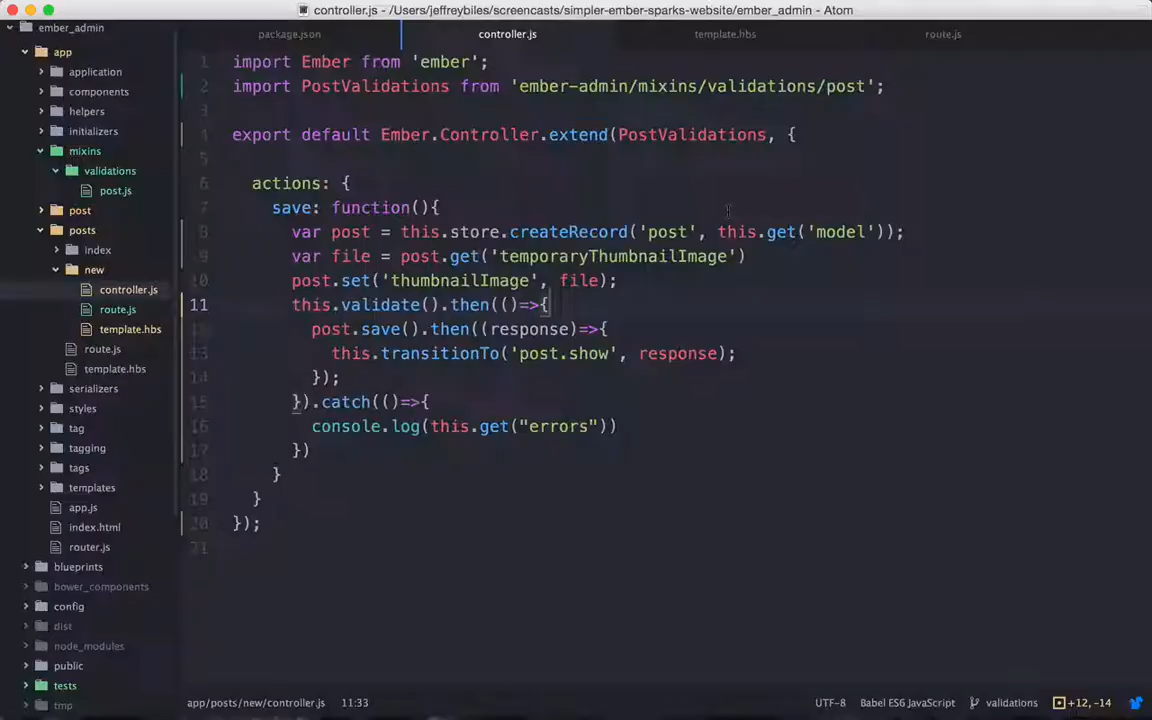 controller.js - /Users/jeffreybiles/screencasts/simpler-ember-sparks-website/ember_admin - Atom
ember_admin
app
application
components
helpers
initializers
mixins
validations
post.js
post
posts
index
new
controller.js
route.js
template.hbs
route.js
template.hbs
serializers
styles
tag
tagging
tags
templates
app.js
index.html
router.js
blueprints
bower_components
config
dist
node_modules
public
tests
tmp
package.json controller.js template.hbs route.js
1 import Ember from 'ember';
2 import PostValidations from 'ember-admin/mixins/validations/post';
3
4 export default Ember.Controller.extend(PostValidations, {
5
6 actions: {
7 save: function(){
8 var post = this.store.createRecord('post', this.get('model'));
9 var file = post.get('temporaryThumbnailImage')
10 post.set('thumbnailImage', file);
11 this.validate().then(()=>{
12 post.save().then((response)=>{
13 this.transitionTo('post.show', response);
14 });
15 }).catch(()=>{
16 console.log(this.get("errors"))
17 })
18 }
19 }
20 });
21
app/posts/new/controller.js 11:33 UTF-8 Babel ES6 JavaScript validations +12, -14